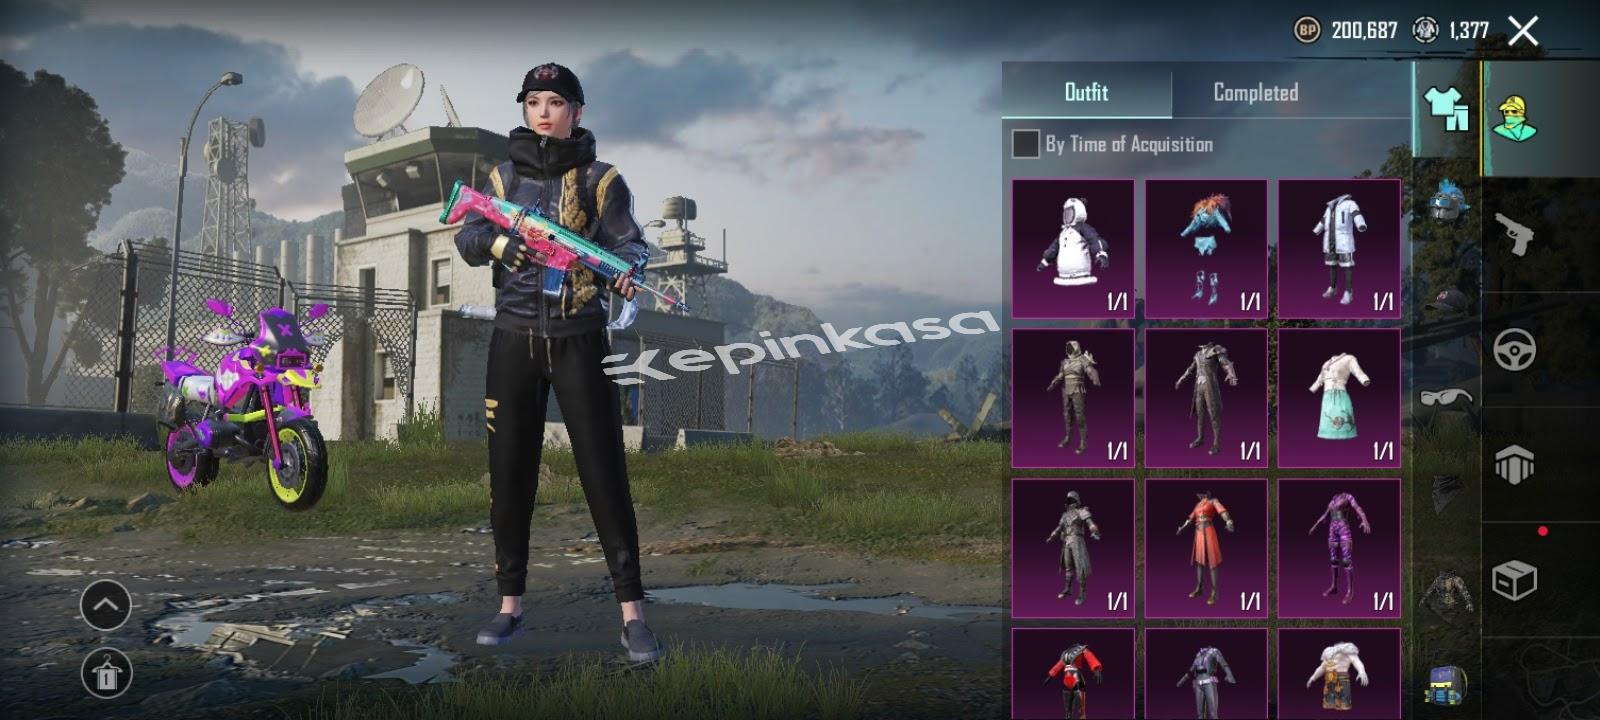 BP 200,687 1,377
Outfit Completed
By Time of Acquisition
1/1 1/1 1/1
Kepinkasa
1/1 1/1 1/1
1/1 1/1 1/1